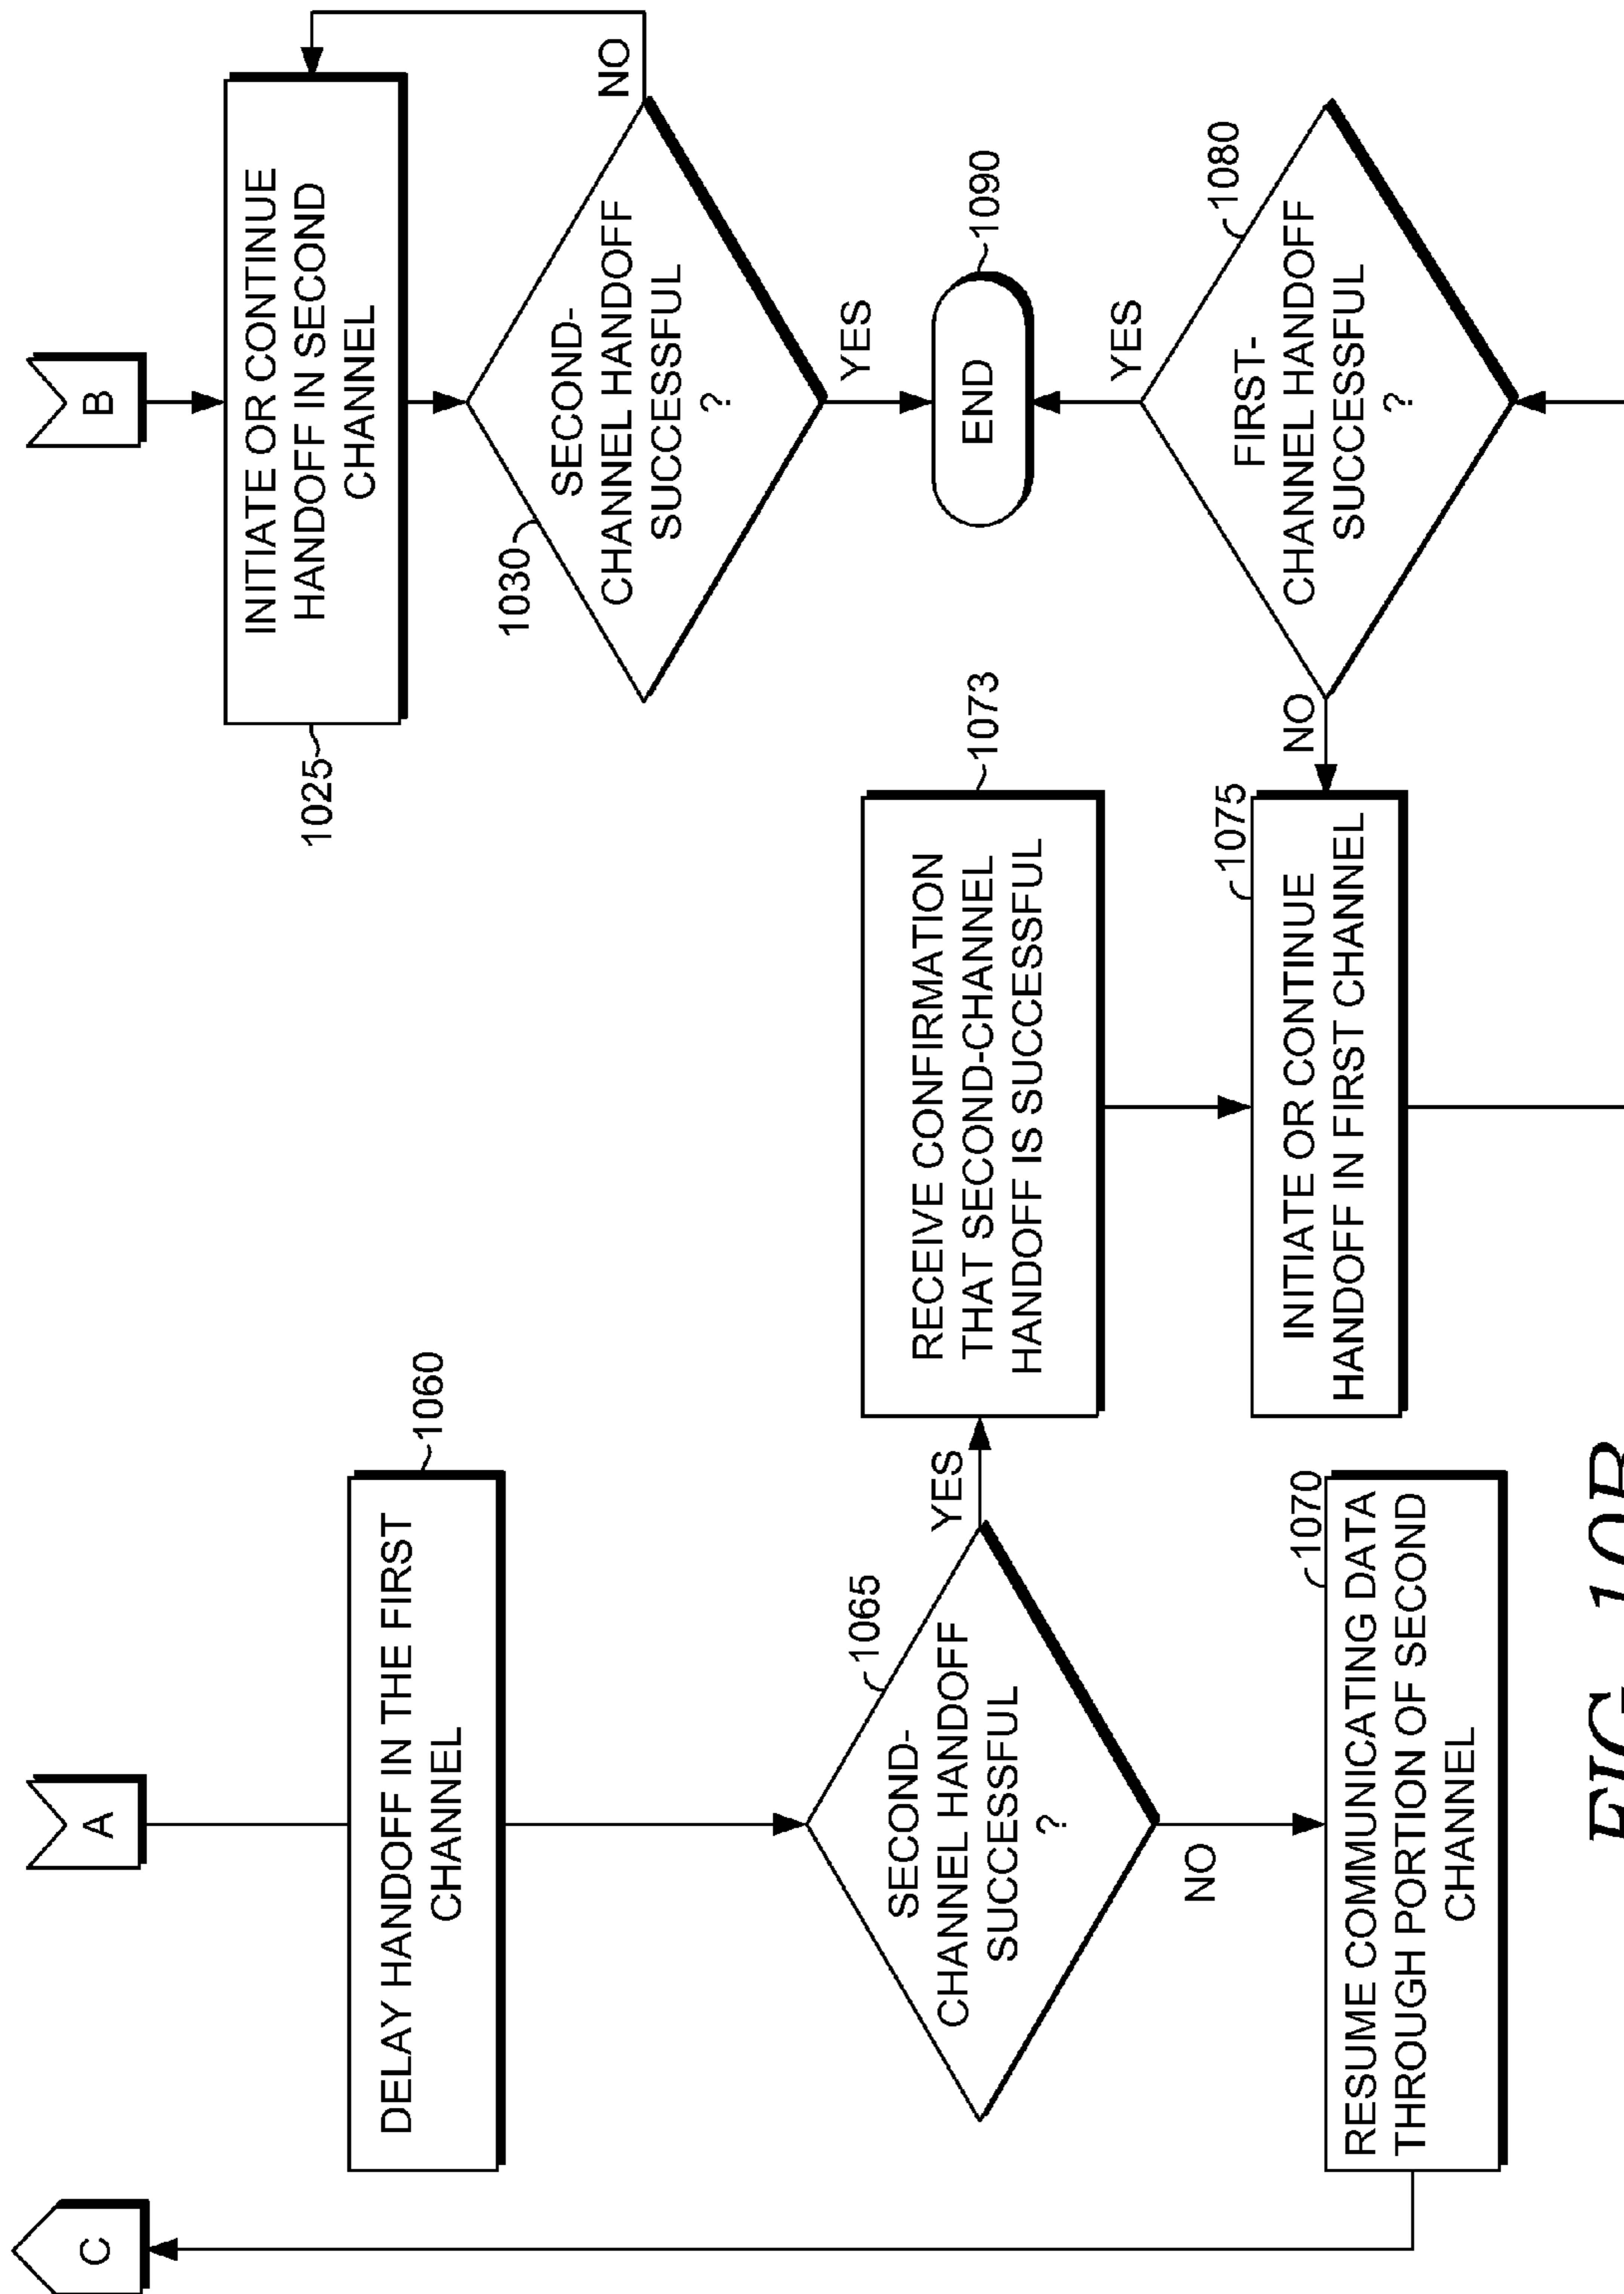 C
A
B
DELAY HANDOFF IN THE FIRST
CHANNEL
1060
INITIATE OR CONTINUE
HANDOFF IN SECOND
CHANNEL
1025
SECOND-
CHANNEL HANDOFF
SUCCESSFUL
?
1030
NO
YES
SECOND-
CHANNEL HANDOFF
SUCCESSFUL
?
1065
YES
NO
RECEIVE CONFIRMATION
THAT SECOND-CHANNEL
HANDOFF IS SUCCESSFUL
1073
END
1090
RESUME COMMUNICATING DATA
THROUGH PORTION OF SECOND
CHANNEL
1070
INITIATE OR CONTINUE
HANDOFF IN FIRST CHANNEL
1075
FIRST-
CHANNEL HANDOFF
SUCCESSFUL
?
1080
YES
NO
FIG. 10B